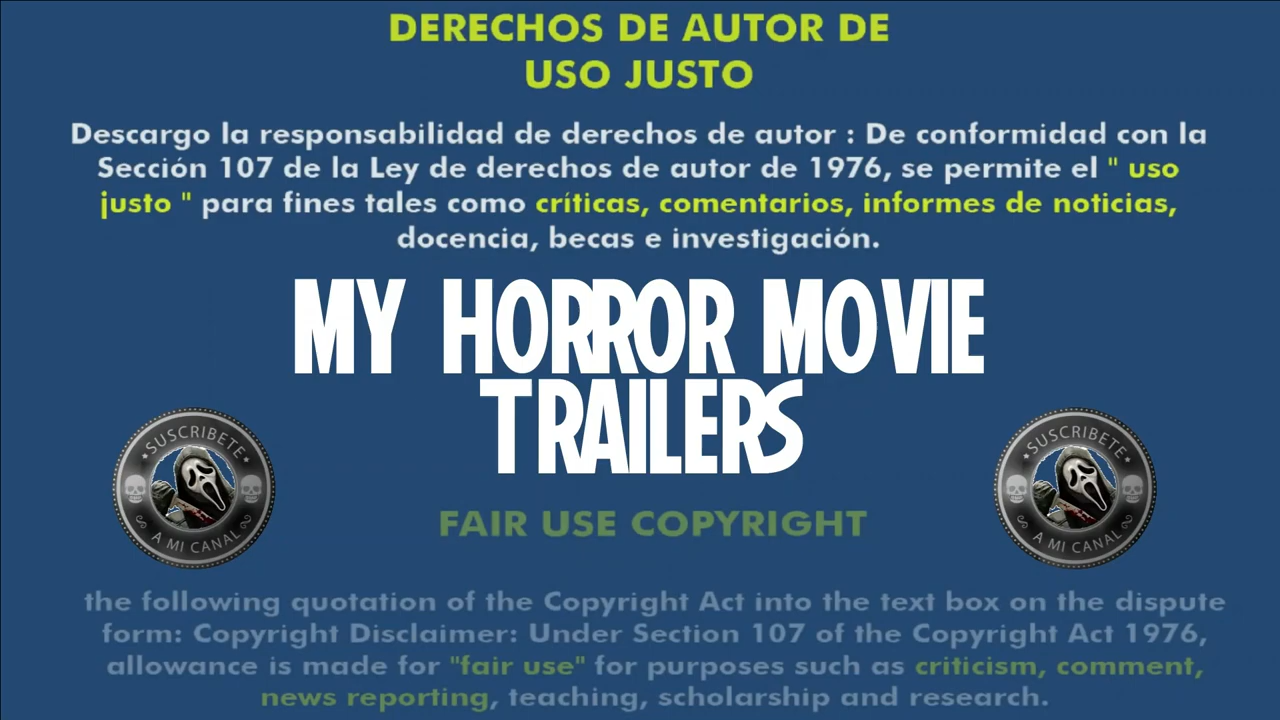 DERECHOS DE AUTOR DE
USO JUSTO
Descargo la responsabilidad de derechos de autor : De conformidad con la
Sección 107 de la Ley de derechos de autor de 1976, se permite el " uso
justo " para fines tales como críticas, comentarios, informes de noticias,
docencia, becas e investigación.
MY HORROR MOVIE
TRAILERS
SUSCRIBETE
A MI CANAL
SUSCRIBETE
A MI CANAL
FAIR USE COPYRIGHT
the following quotation of the Copyright Act into the text box on the dispute
form: Copyright Disclaimer: Under Section 107 of the Copyright Act 1976,
allowance is made for "fair use" for purposes such as criticism, comment,
news reporting, teaching, scholarship and research.